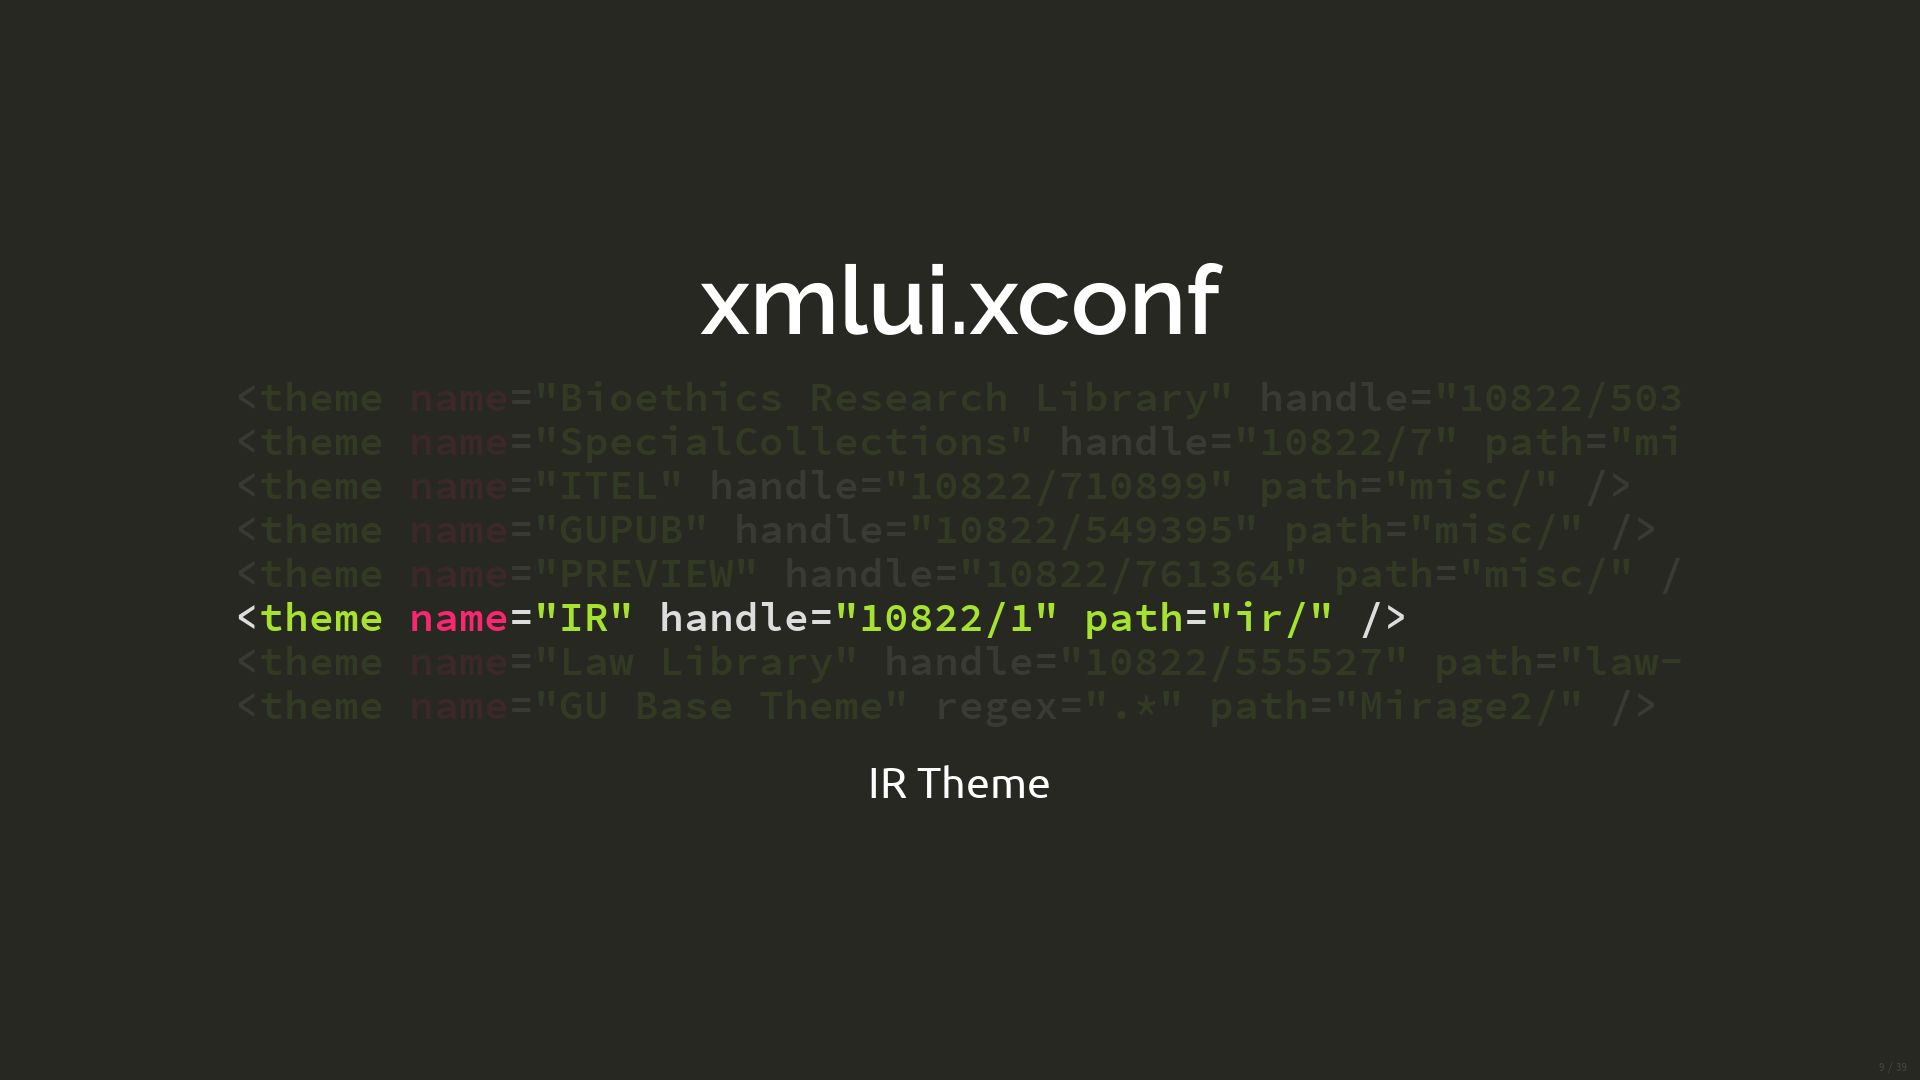 xmlui.xconf
<theme name="Bioethics Research Library" handle="10822/503
<theme name="SpecialCollections" handle="10822/7" path="mi
<theme name="ITEL" handle="10822/710899" path="misc/" />
<theme name="GUPUB" handle="10822/549395" path="misc/" />
<theme name="PREVIEW" handle="10822/761364" path="misc/" /
<theme name="IR" handle="10822/1" path="ir/" />
<theme name="Law Library" handle="10822/555527" path="law-
<theme name="GU Base Theme" regex=".*" path="Mirage2/" />
IR Theme
9 / 39